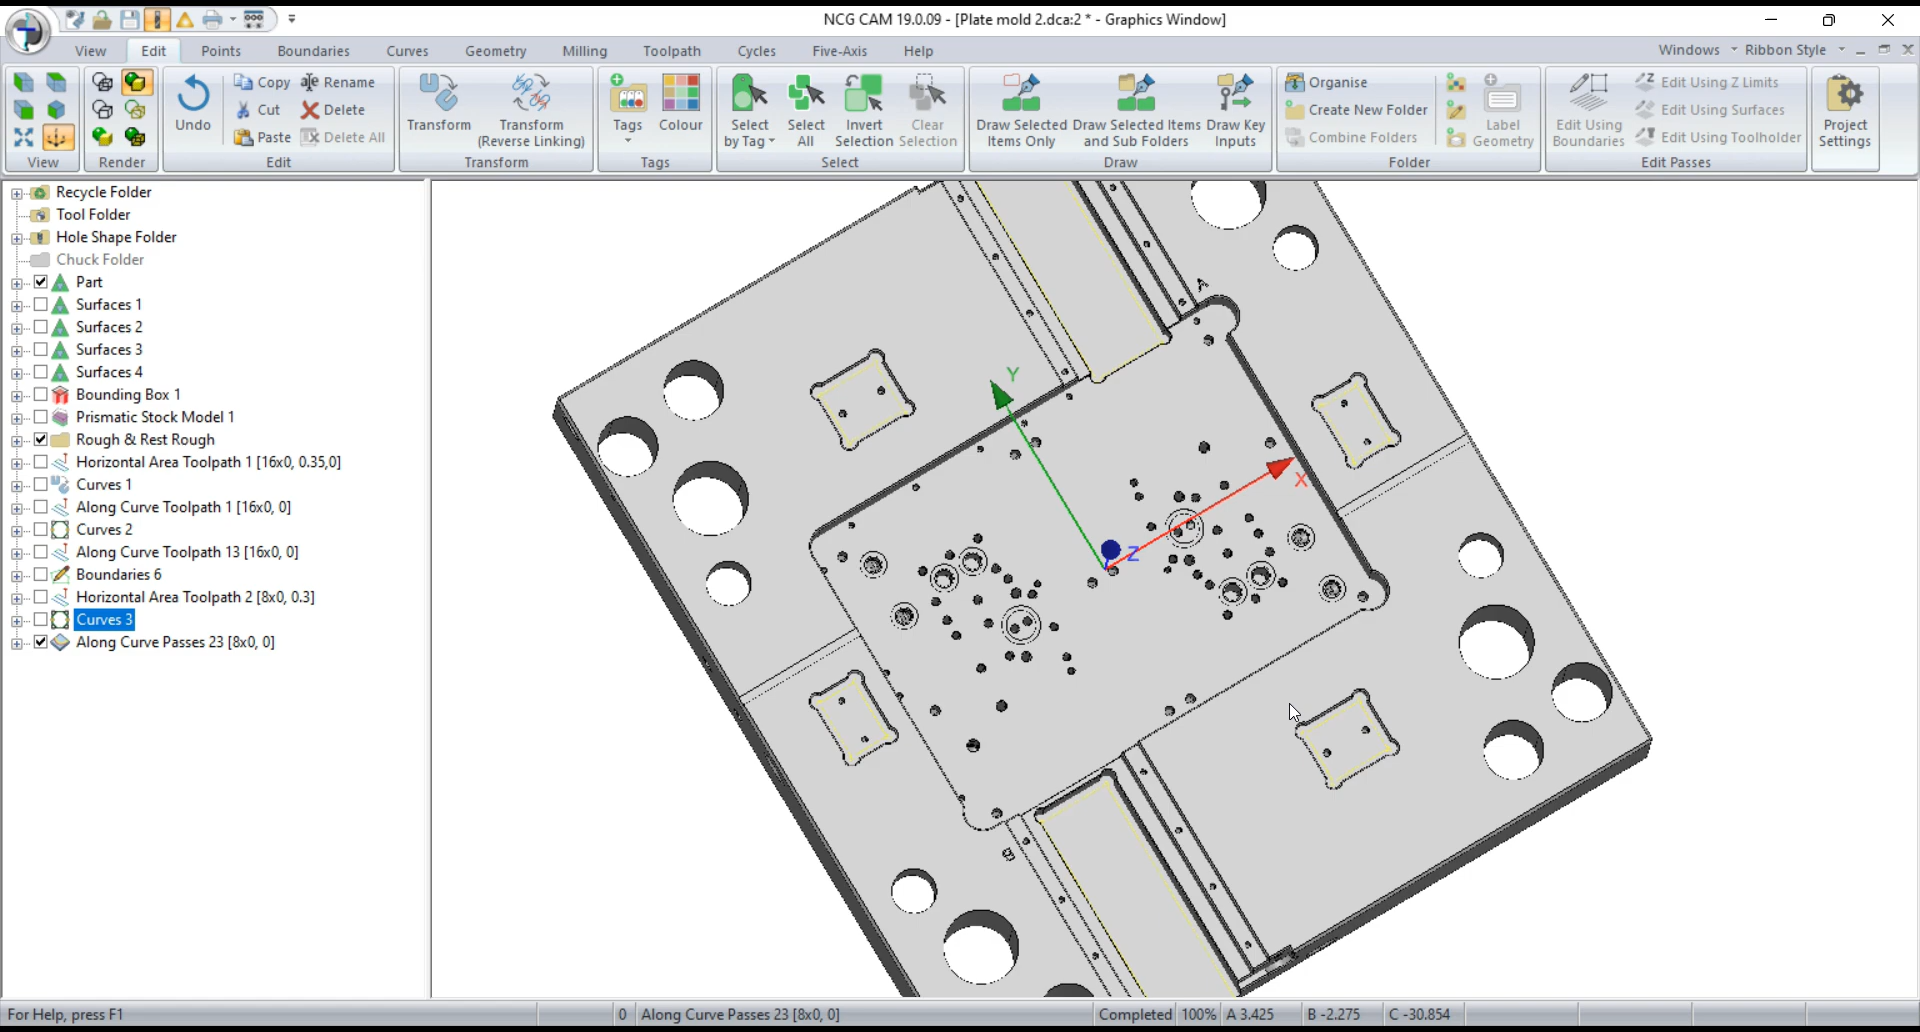 NCG CAM 19.0.09 - [Plate mold 2.dca:2 * - Graphics Window]
View Edit Points Boundaries Curves Geometry Milling Toolpath Cycles Five-Axis Help Windows Ribbon Style
Undo Copy Cut Paste Rename Delete Delete All
Transform Transform (Reverse Linking)
Tags Colour
Select by Tag Select All Invert Selection Clear Selection
Draw Selected Items Only Draw Selected Items and Sub Folders Draw Key Inputs
Organise Create New Folder Combine Folders Label Geometry
Edit Using Boundaries Edit Using Z Limits Edit Using Surfaces Edit Using Toolholder
Project Settings
View Render Edit Transform Tags Select Draw Folder Edit Passes
Recycle Folder
Tool Folder
Hole Shape Folder
Chuck Folder
Part
Surfaces 1
Surfaces 2
Surfaces 3
Surfaces 4
Bounding Box 1
Prismatic Stock Model 1
Rough & Rest Rough
Horizontal Area Toolpath 1 [16x0, 0.35,0]
Curves 1
Along Curve Toolpath 1 [16x0, 0]
Curves 2
Along Curve Toolpath 13 [16x0, 0]
Boundaries 6
Horizontal Area Toolpath 2 [8x0, 0.3]
Curves 3
Along Curve Passes 23 [8x0, 0]
A
Y
X
Z
B
For Help, press F1 0 Along Curve Passes 23 [8x0, 0] Completed 100% A 3.425 B -2.275 C -30.854